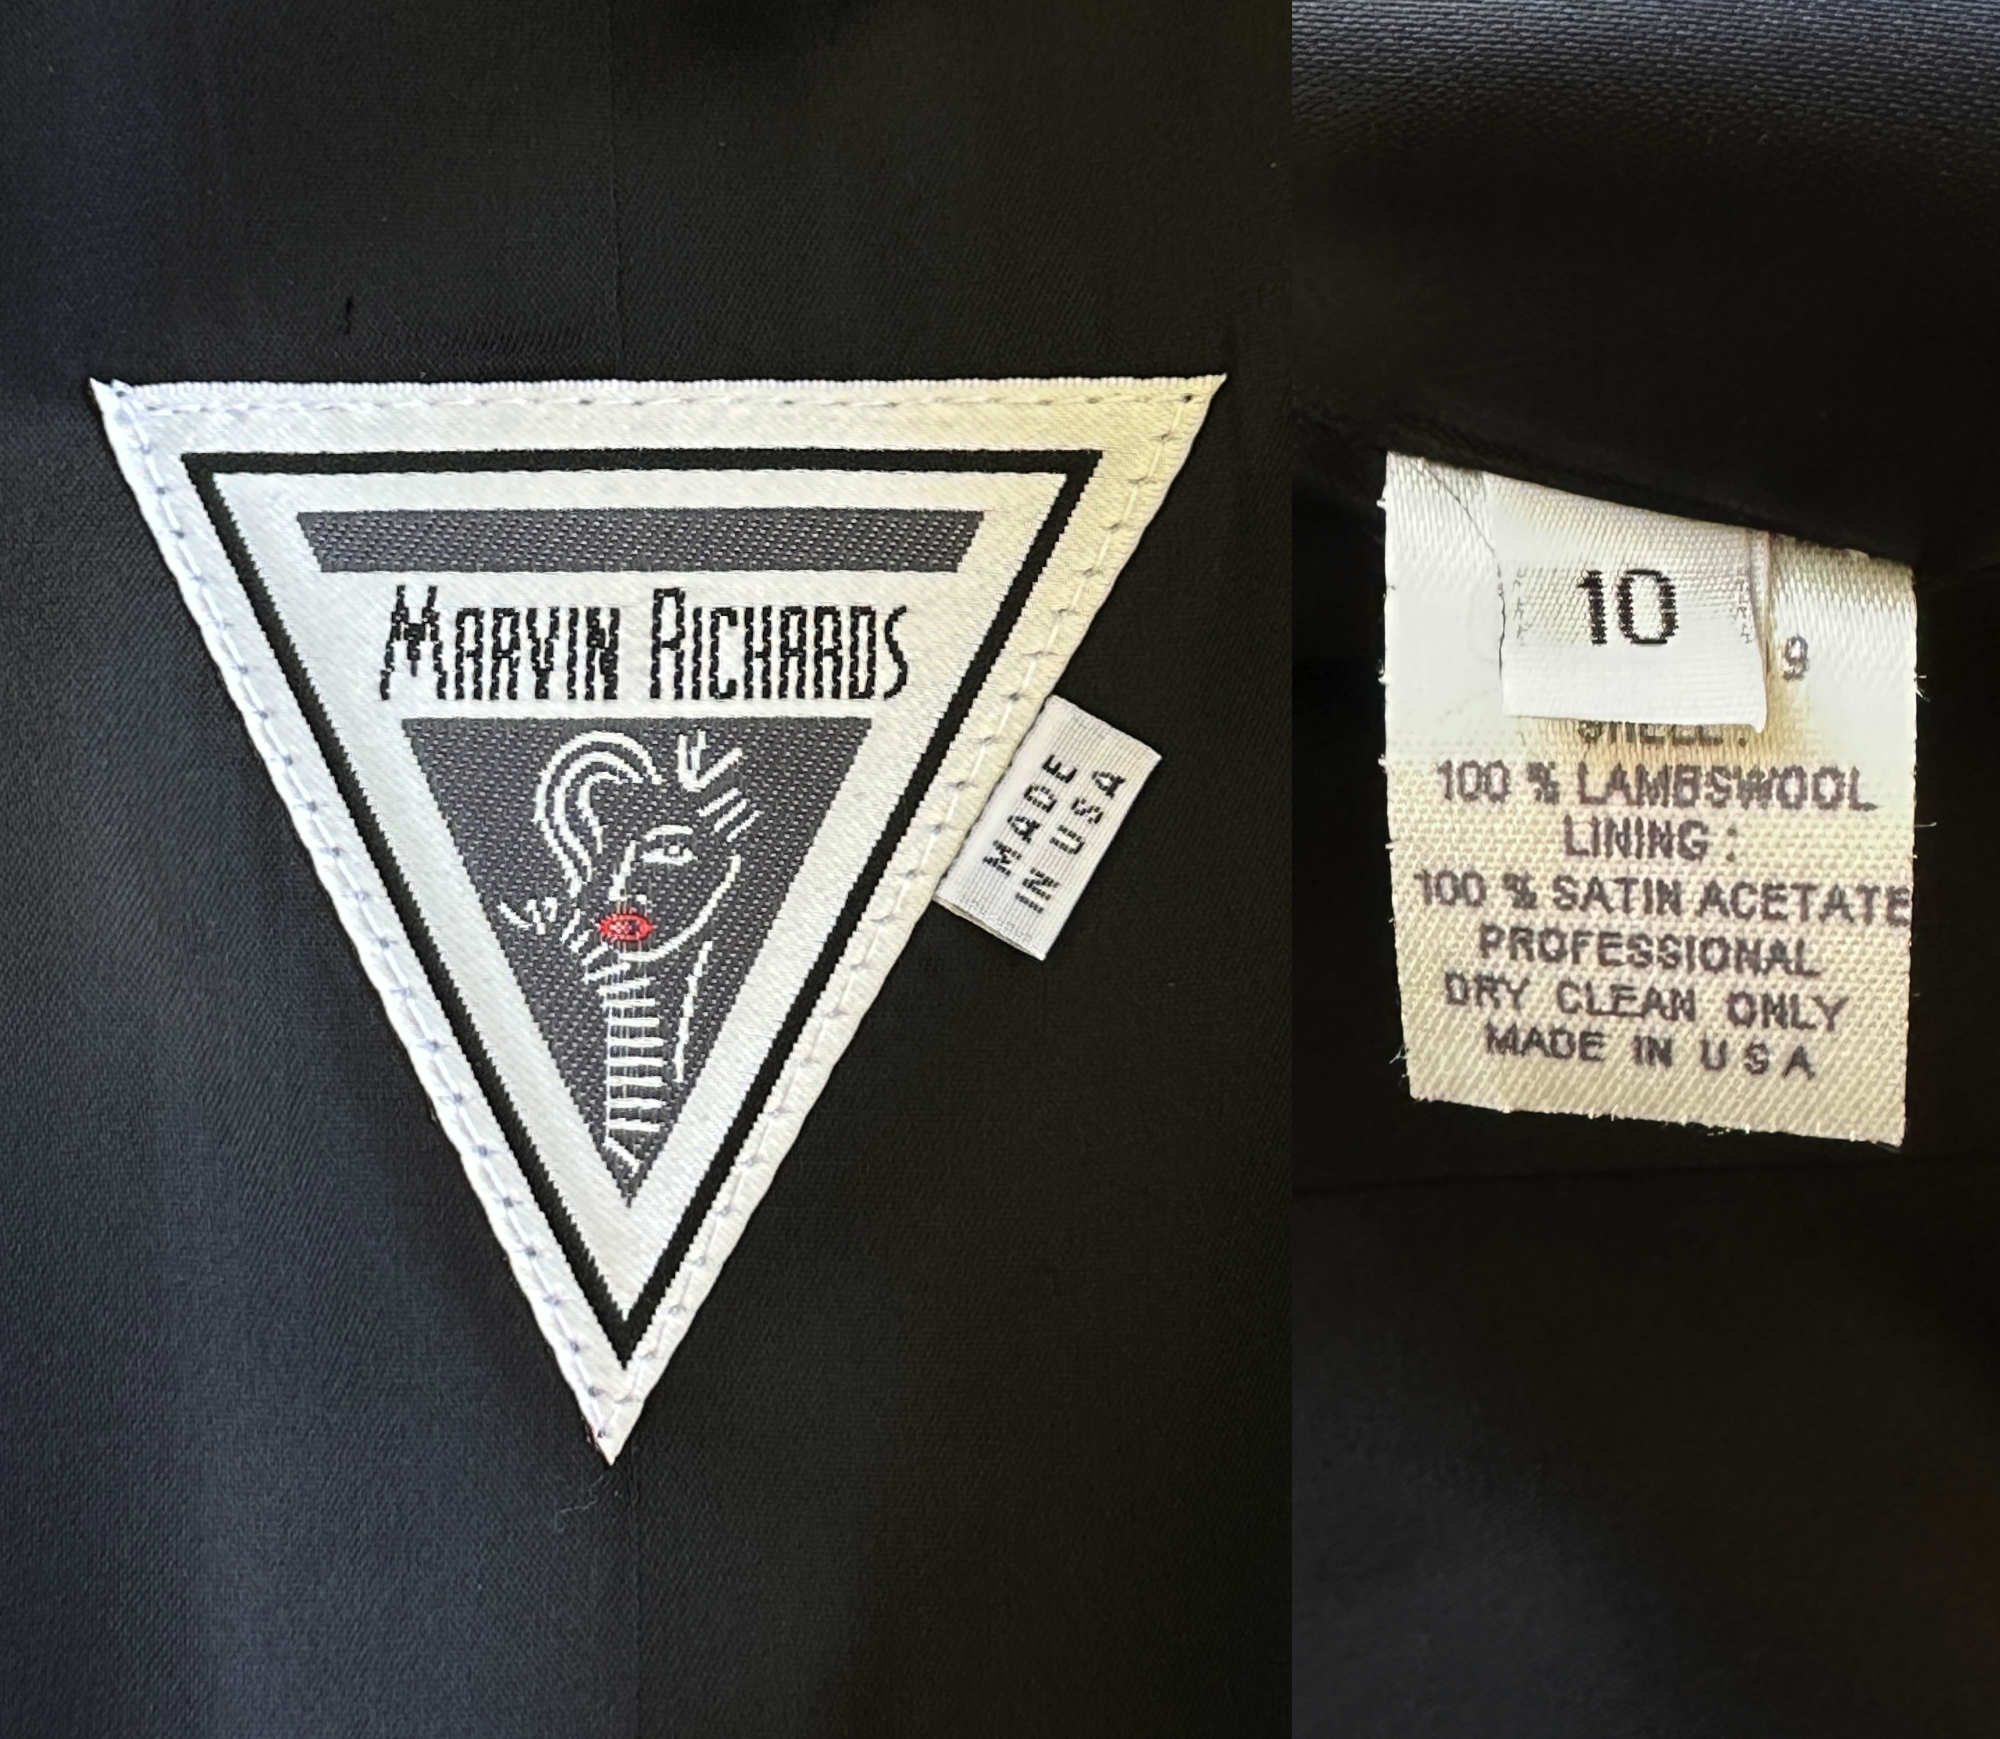 MARVIN RICHARDS
MADE
IN USA
10
9
SHELL :
100 % LAMBSWOOL
LINING :
100 % SATIN ACETATE
PROFESSIONAL
DRY CLEAN ONLY
MADE IN U S A